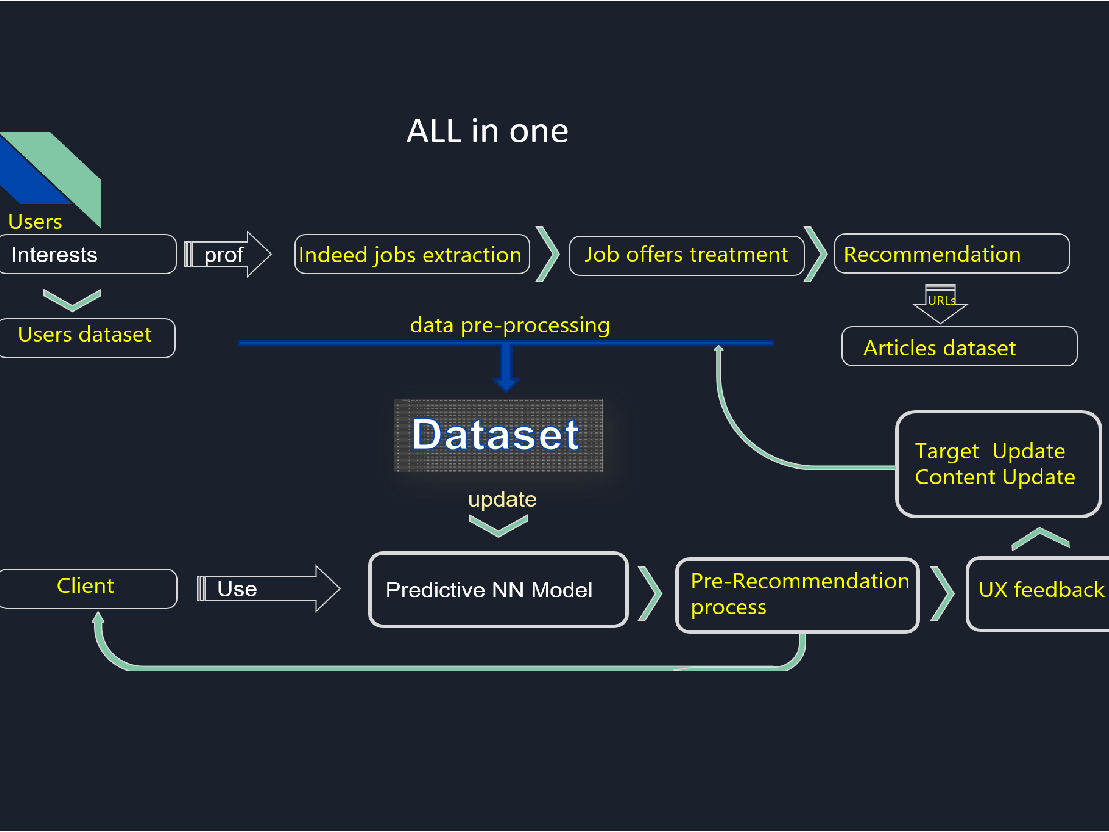 ALL in one
Users
Interests
prof
Indeed jobs extraction
Job offers treatment
Recommendation
URLs
Users dataset
data pre-processing
Articles dataset
Dataset
Target Update
Content Update
update
Client
Use
Predictive NN Model
Pre-Recommendation
process
UX feedback